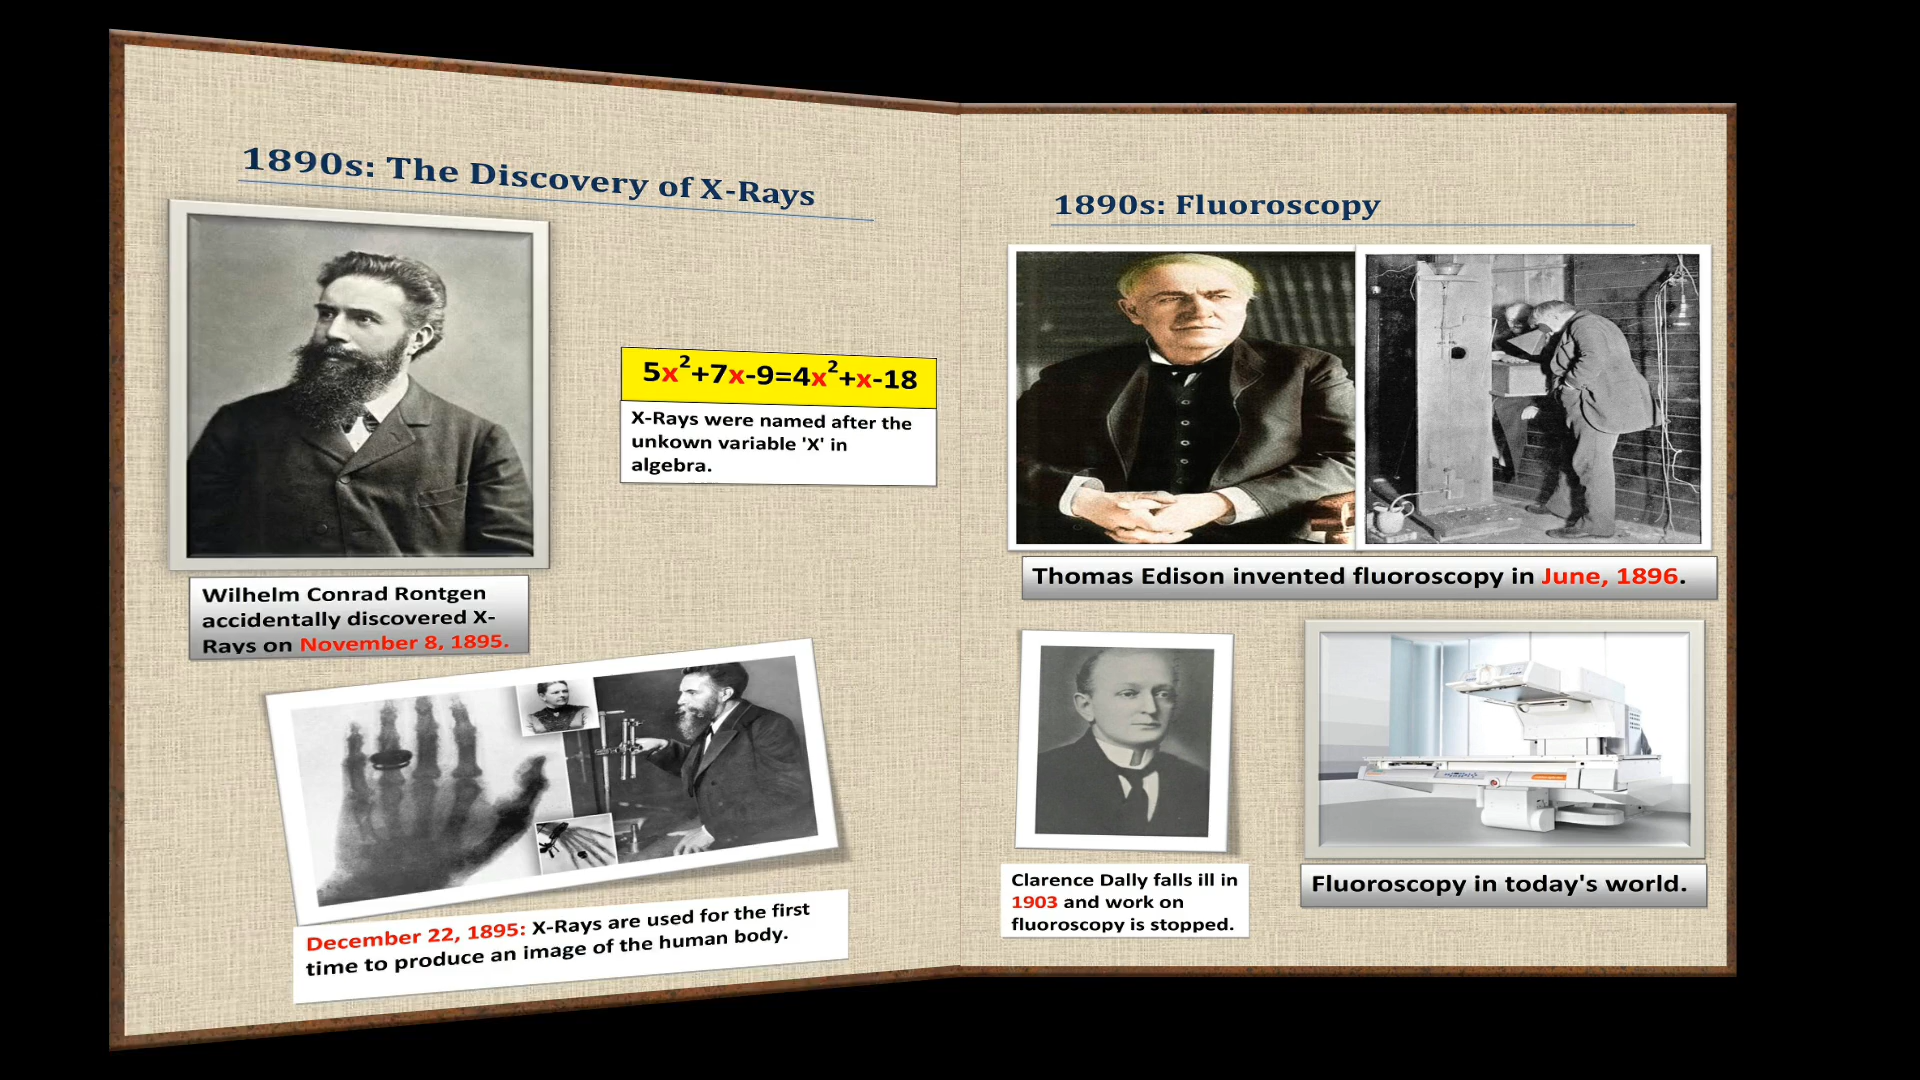 1890s: The Discovery of X-Rays
5x²+7x-9=4x²+x-18
X-Rays were named after the
unkown variable 'X' in
algebra.
Wilhelm Conrad Rontgen
accidentally discovered X-
Rays on November 8, 1895.
December 22, 1895: X-Rays are used for the first
time to produce an image of the human body.
1890s: Fluoroscopy
Thomas Edison invented fluoroscopy in June, 1896.
Clarence Dally falls ill in
1903 and work on
fluoroscopy is stopped.
Fluoroscopy in today's world.